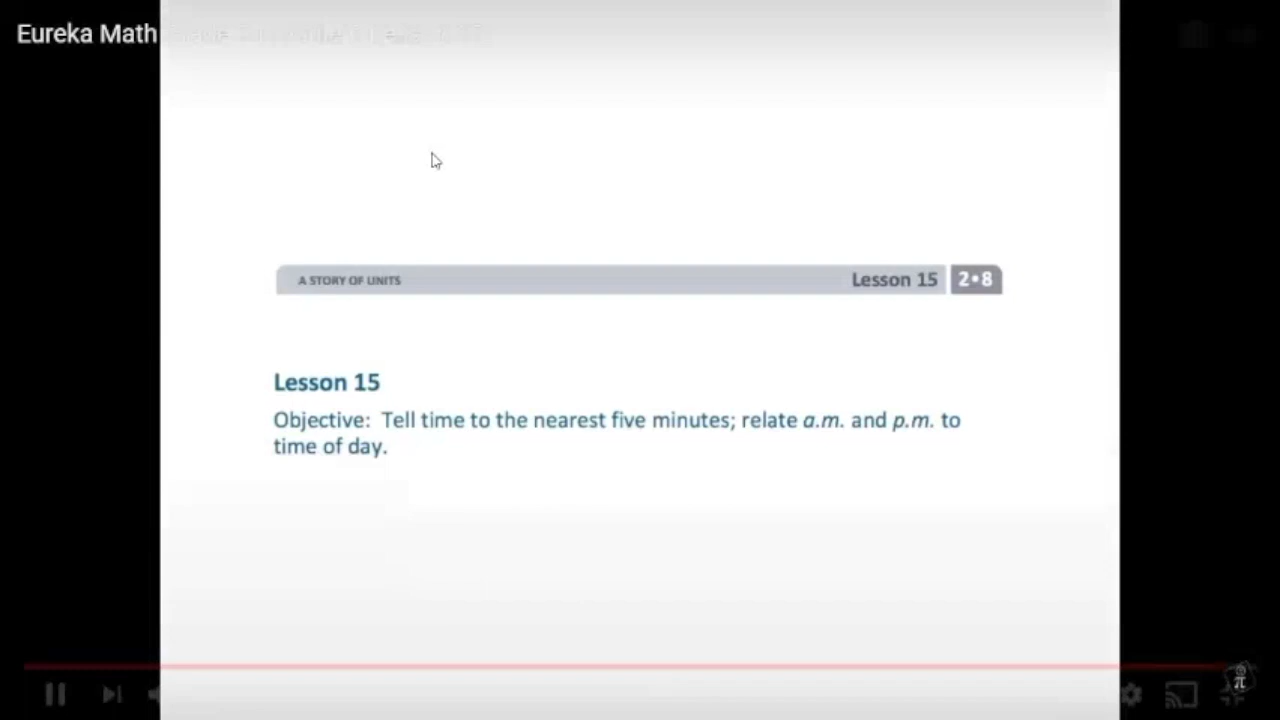 Eureka Math
A STORY OF UNITS
Lesson 15
2•8
Lesson 15
Objective: Tell time to the nearest five minutes; relate a.m. and p.m. to
time of day.